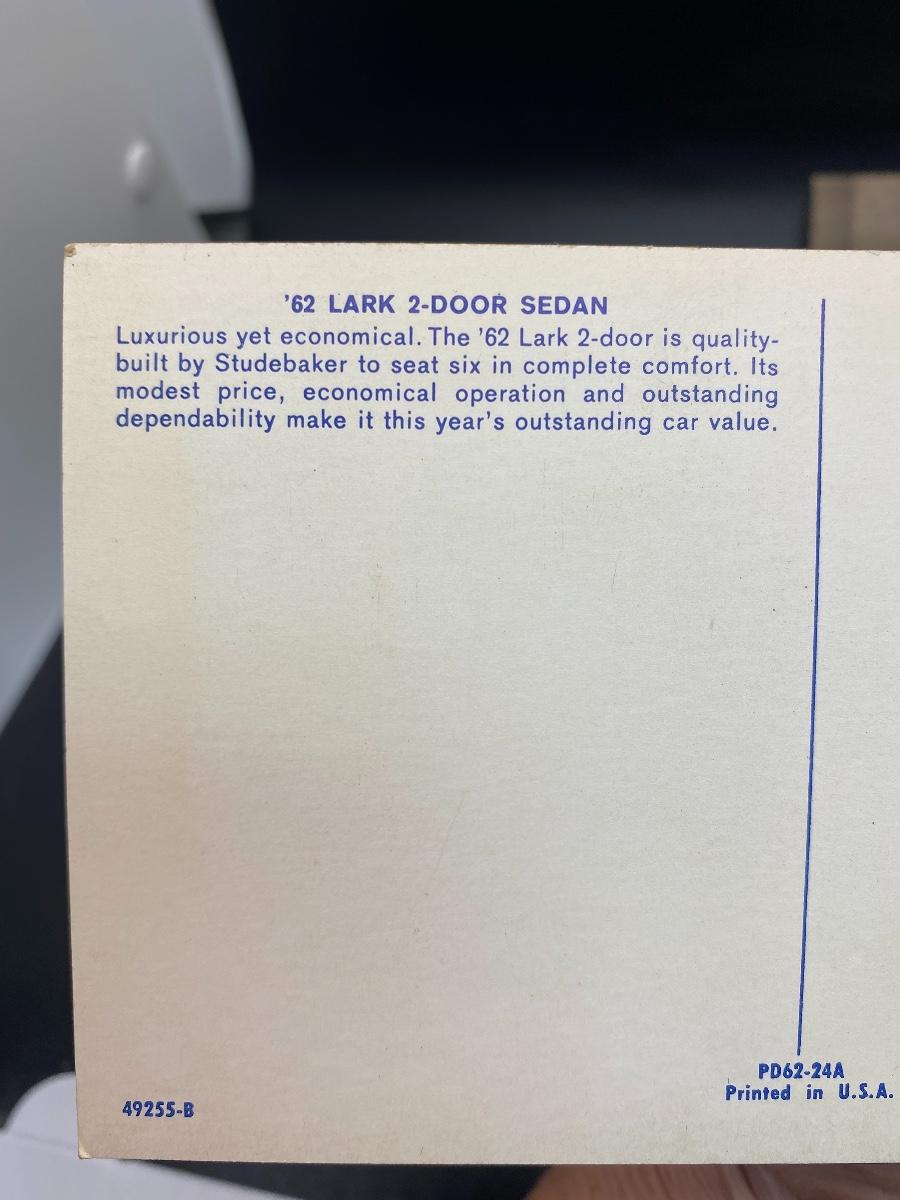 ’62 LARK 2-DOOR SEDAN
Luxurious yet economical. The ’62 Lark 2-door is quality-
built by Studebaker to seat six in complete comfort. Its
modest price, economical operation and outstanding
dependability make it this year’s outstanding car value.
PD62-24A
Printed in U.S.A.
49255-B